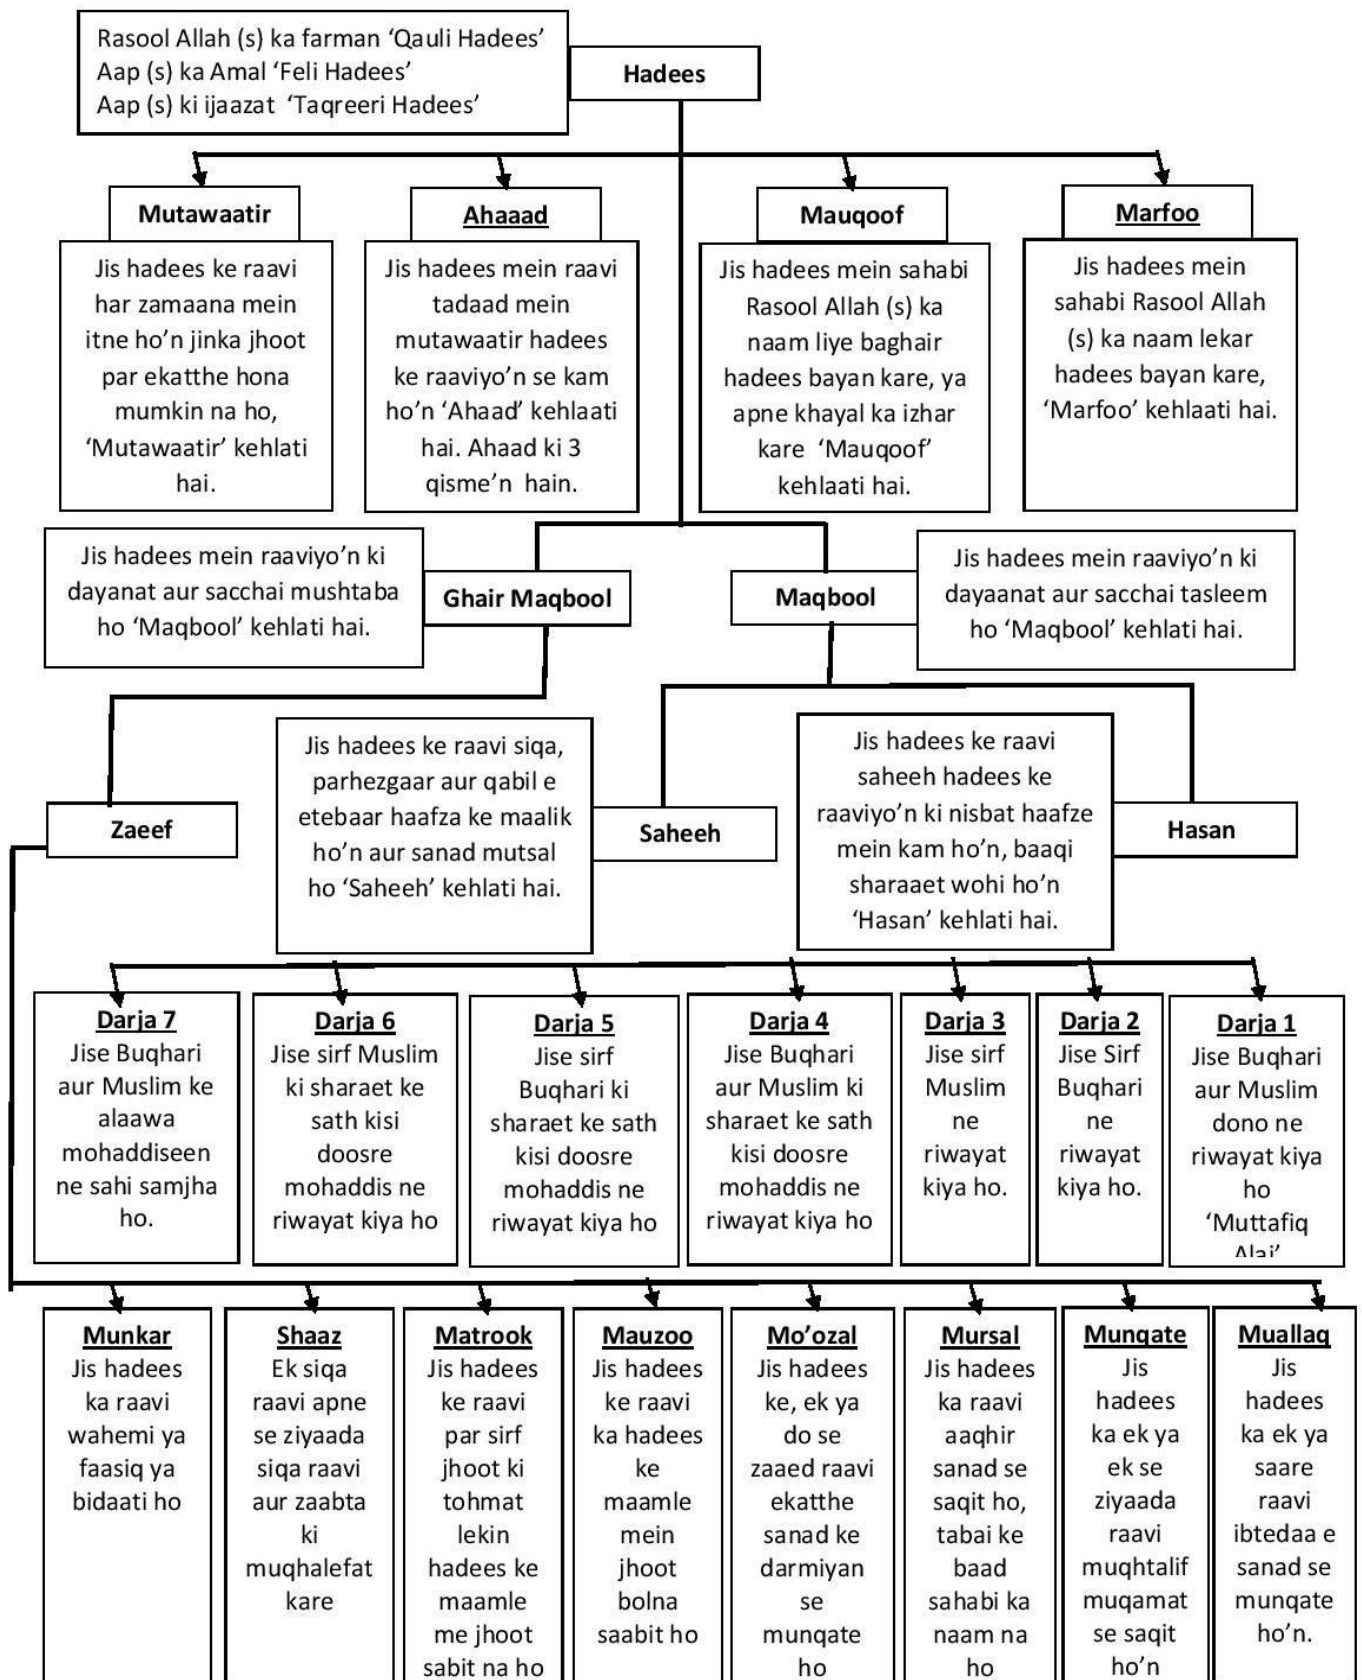 Rasool Allah (s) ka farman ‘Qauli Hadees’
Aap (s) ka Amal ‘Feli Hadees’
Aap (s) ki ijaazat ‘Taqreeri Hadees’
Hadees
Mutawaatir
Jis hadees ke raavi
har zamaana mein
itne ho’n jinka jhoot
par ekatthe hona
mumkin na ho,
‘Mutawaatir’ kehlati
hai.
Ahaaad
Jis hadees mein raavi
tadaad mein
mutawaatir hadees
ke raaviyo’n se kam
ho’n ‘Ahaad’ kehlaati
hai. Ahaad ki 3
qisme’n hain.
Mauqoof
Jis hadees mein sahabi
Rasool Allah (s) ka
naam liye baghair
hadees bayan kare, ya
apne khayal ka izhar
kare ‘Mauqoof’
kehlaati hai.
Marfoo
Jis hadees mein
sahabi Rasool Allah
(s) ka naam lekar
hadees bayan kare,
‘Marfoo’ kehlaati hai.
Jis hadees mein raaviyo’n ki
dayanat aur sacchai mushtaba
ho ‘Maqbool’ kehlati hai.
Ghair Maqbool
Maqbool
Jis hadees mein raaviyo’n ki
dayaanat aur sacchai tasleem
ho ‘Maqbool’ kehlati hai.
Zaeef
Jis hadees ke raavi siqa,
parhezgaar aur qabil e
etebaar haafza ke maalik
ho’n aur sanad mutsal
ho ‘Saheeh’ kehlati hai.
Saheeh
Jis hadees ke raavi
saheeh hadees ke
raaviyo’n ki nisbat haafze
mein kam ho’n, baaqi
sharaaet wohi ho’n
‘Hasan’ kehlati hai.
Hasan
Darja 7
Jise Buqhari
aur Muslim ke
alaawa
mohaddiseen
ne sahi samjha
ho.
Darja 6
Jise sirf Muslim
ki sharaet ke
sath kisi
doosre
mohaddis ne
riwayat kiya ho
Darja 5
Jise sirf
Buqhari ki
sharaet ke sath
kisi doosre
mohaddis ne
riwayat kiya ho
Darja 4
Jise Buqhari
aur Muslim ki
sharaet ke sath
kisi doosre
mohaddis ne
riwayat kiya ho
Darja 3
Jise sirf
Muslim
ne
riwayat
kiya ho.
Darja 2
Jise Sirf
Buqhari
ne
riwayat
kiya ho.
Darja 1
Jise Buqhari
aur Muslim
dono ne
riwayat kiya
ho
‘Muttafiq
Alai’
Munkar
Jis hadees
ka raavi
wahemi ya
faasiq ya
bidaati ho
Shaaz
Ek siqa
raavi apne
se ziyaada
siqa raavi
aur zaabta
ki
muqhalefat
kare
Matrook
Jis hadees
ke raavi
par sirf
jhoot ki
tohmat
lekin
hadees ke
maamle
me jhoot
sabit na ho
Mauzoo
Jis hadees
ke raavi
ka hadees
ke
maamle
mein
jhoot
bolna
saabit ho
Mo’ozal
Jis hadees
ke, ek ya
do se
zaaed raavi
ekatthe
sanad ke
darmiyan
se
munqate
ho
Mursal
Jis hadees
ka raavi
aaqhir
sanad se
saqit ho,
tabai ke
baad
sahabi ka
naam na
ho
Munqate
Jis
hadees
ka ek ya
ek se
ziyaada
raavi
muqhtalif
muqamat
se saqit
ho’n
Muallaq
Jis
hadees
ka ek ya
saare
raavi
ibtedaa e
sanad se
munqate
ho’n.